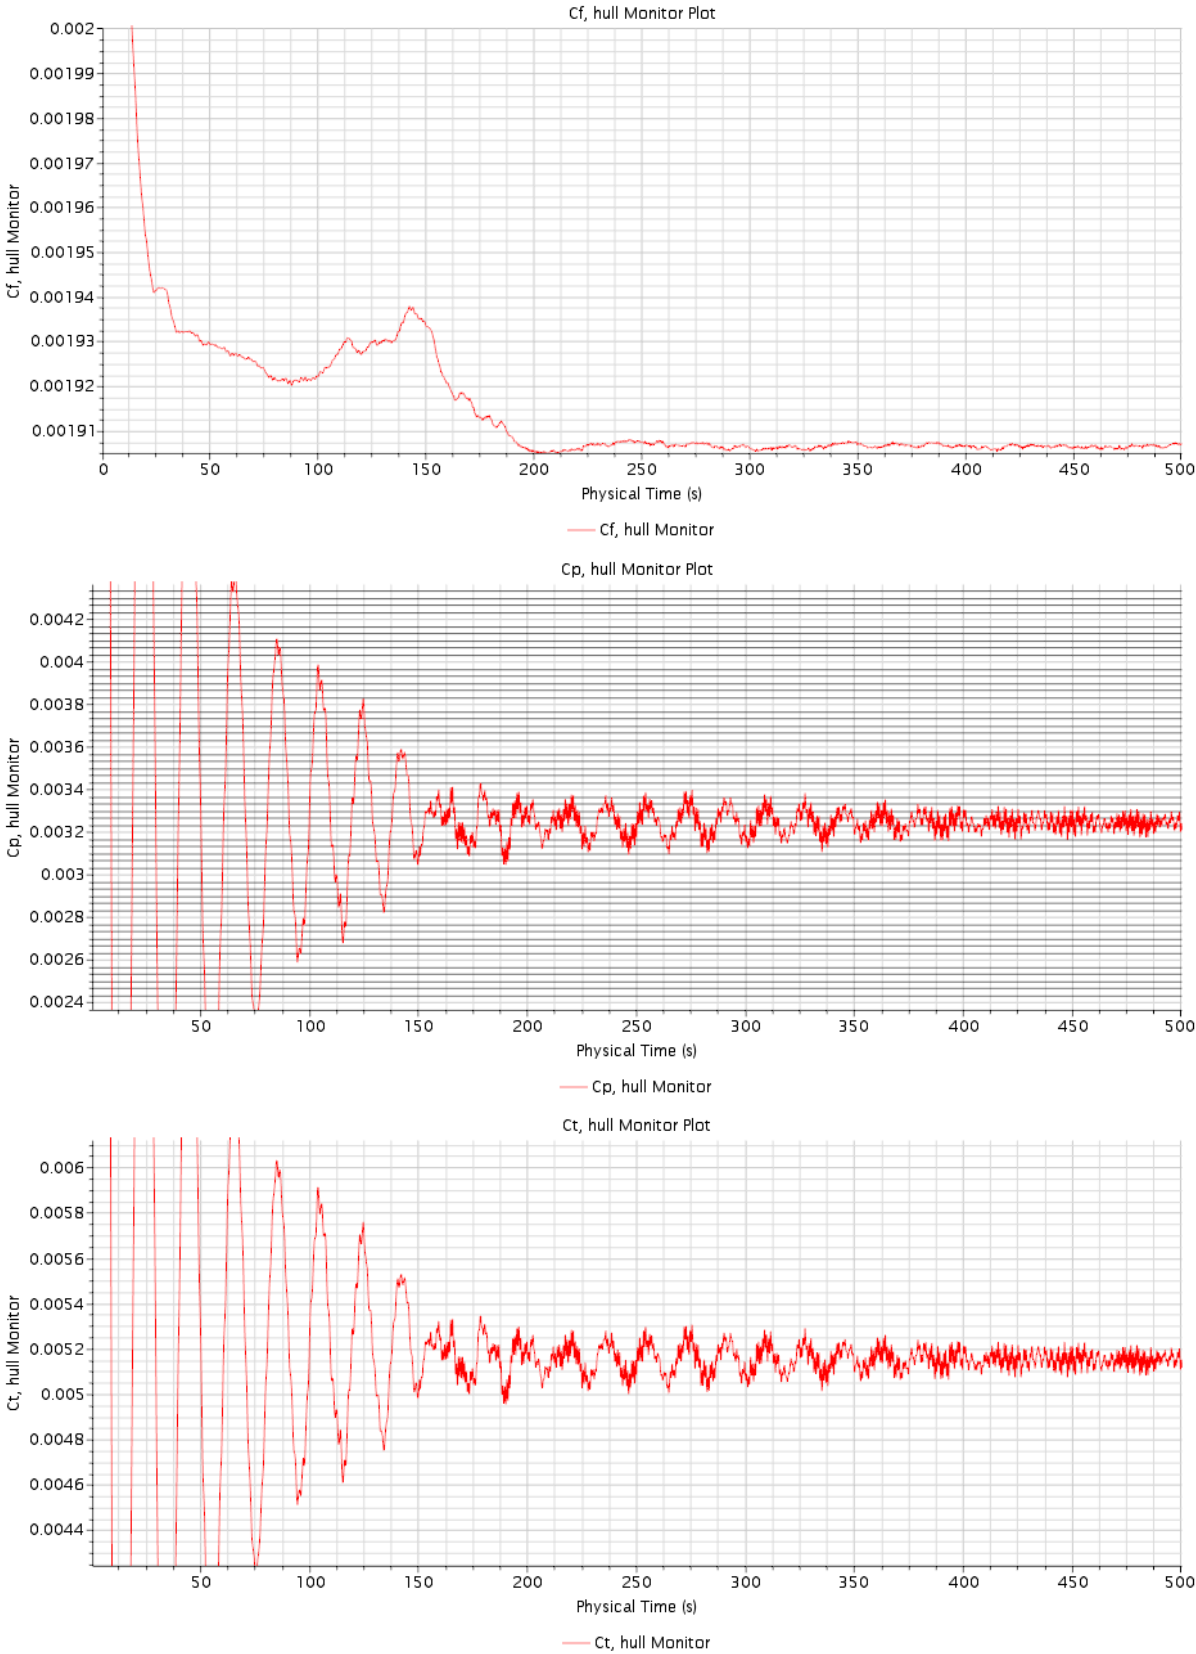 Cf, hull Monitor Plot
0.002
0.00199
0.00198
0.00197
0.00196
0.00195
0.00194
0.00193
0.00192
0.00191
Cf, hull Monitor
0 50 100 150 200 250 300 350 400 450 500
Physical Time (s)
Cf, hull Monitor
Cp, hull Monitor Plot
0.0042
0.004
0.0038
0.0036
0.0034
0.0032
0.003
0.0028
0.0026
0.0024
Cp, hull Monitor
50 100 150 200 250 300 350 400 450 500
Physical Time (s)
Cp, hull Monitor
Ct, hull Monitor Plot
0.006
0.0058
0.0056
0.0054
0.0052
0.005
0.0048
0.0046
0.0044
Ct, hull Monitor
50 100 150 200 250 300 350 400 450 500
Physical Time (s)
Ct, hull Monitor